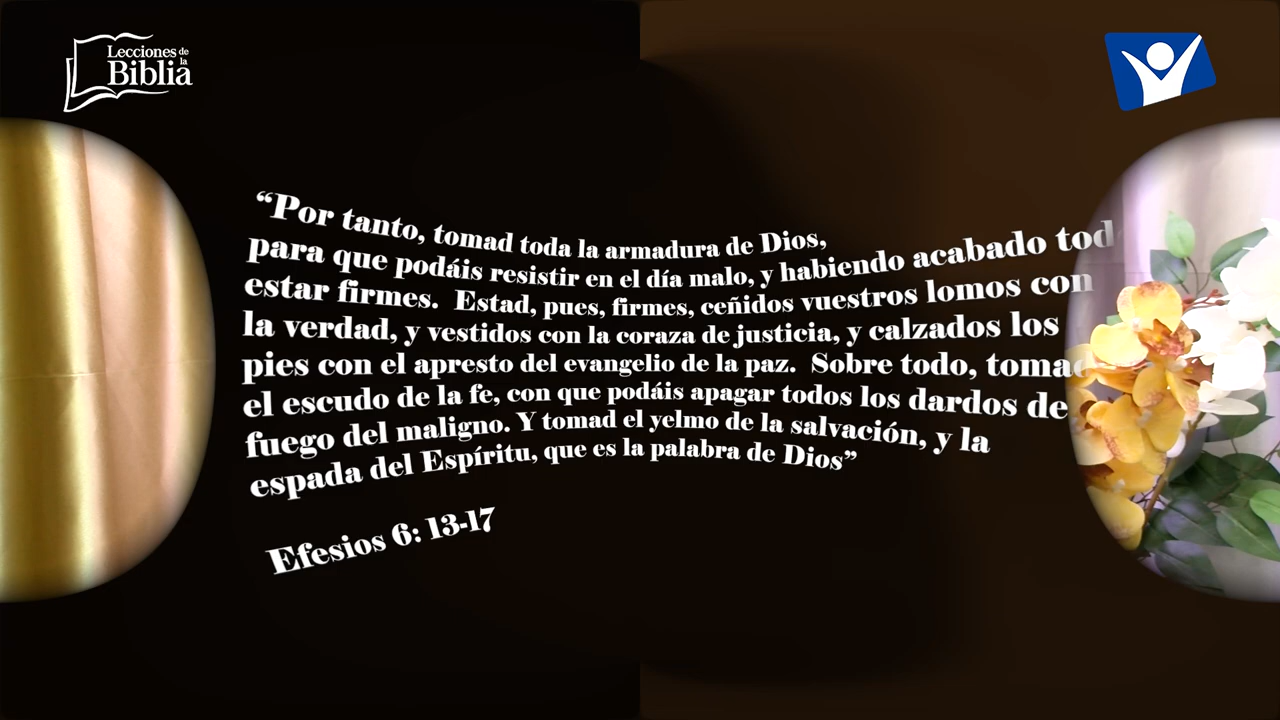 Lecciones de
la
Biblia
“Por tanto, tomad toda la armadura de Dios,
para que podáis resistir en el día malo, y habiendo acabado tod
estar firmes. Estad, pues, firmes, ceñidos vuestros lomos con
la verdad, y vestidos con la coraza de justicia, y calzados los
pies con el apresto del evangelio de la paz. Sobre todo, tomad
el escudo de la fe, con que podáis apagar todos los dardos de
fuego del maligno. Y tomad el yelmo de la salvación, y la
espada del Espíritu, que es la palabra de Dios”
Efesios 6: 13-17